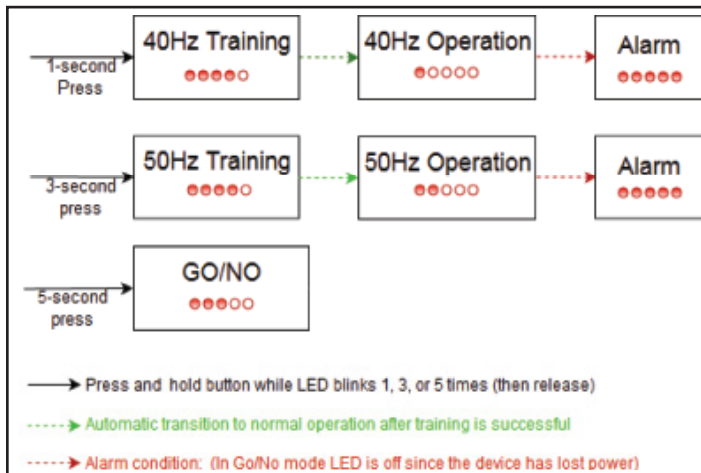 40Hz Training
40Hz Operation
Alarm
1-second
Press
50Hz Training
50Hz Operation
Alarm
3-second
press
GO/NO
5-second
press
Press and hold button while LED blinks 1, 3, or 5 times (then release)
Automatic transition to normal operation after training is successful
Alarm condition: (In Go/No mode LED is off since the device has lost power)